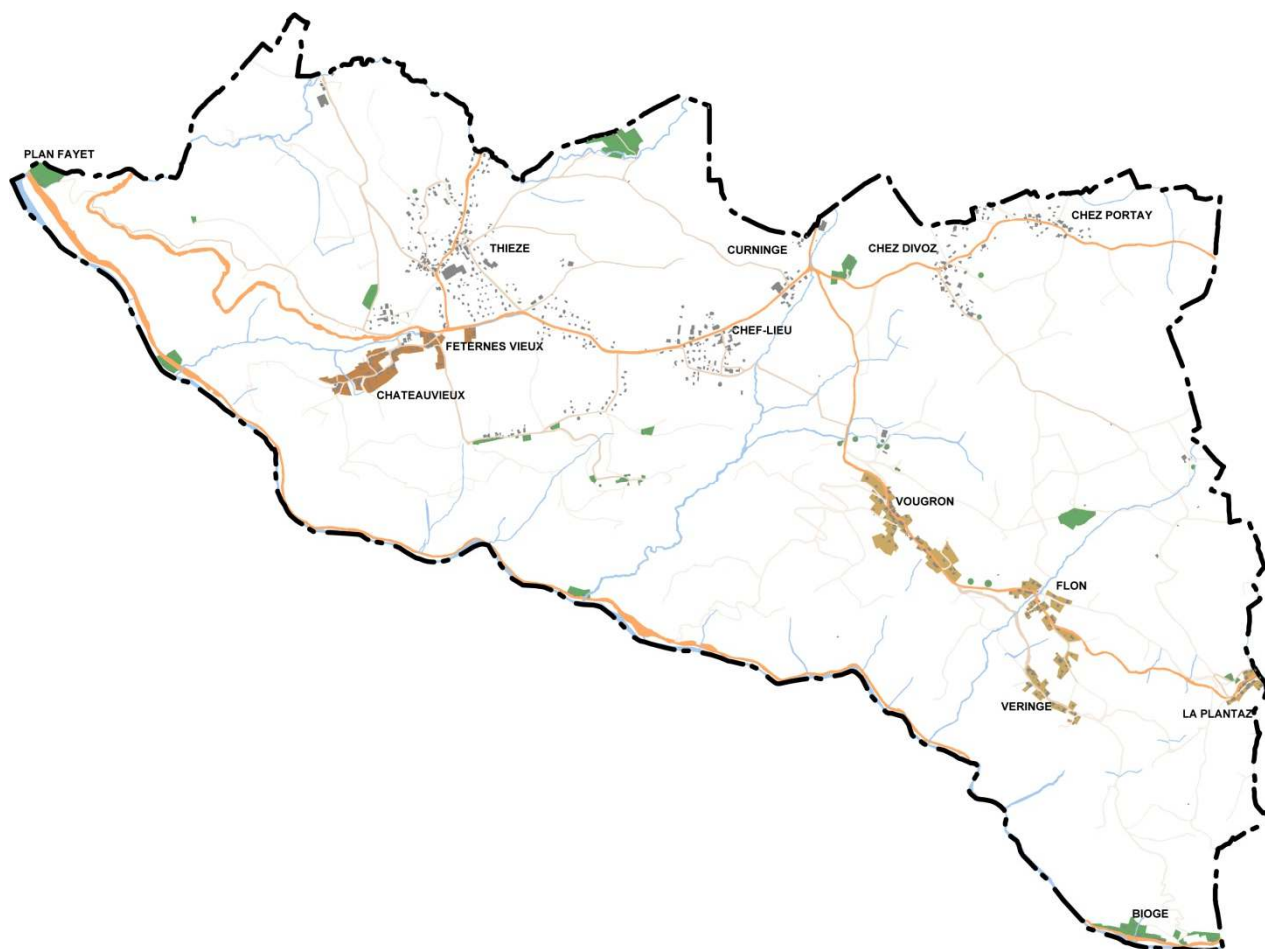 PLAN FAYET
CHEZ PORTAY
THIEZE
CURNINGE
CHEZ DIVOZ
CHEF-LIEU
FETERNES VIEUX
CHATEAUVIEUX
VOUGRON
FLON
VERINGE
LA PLANTAZ
BIOGE